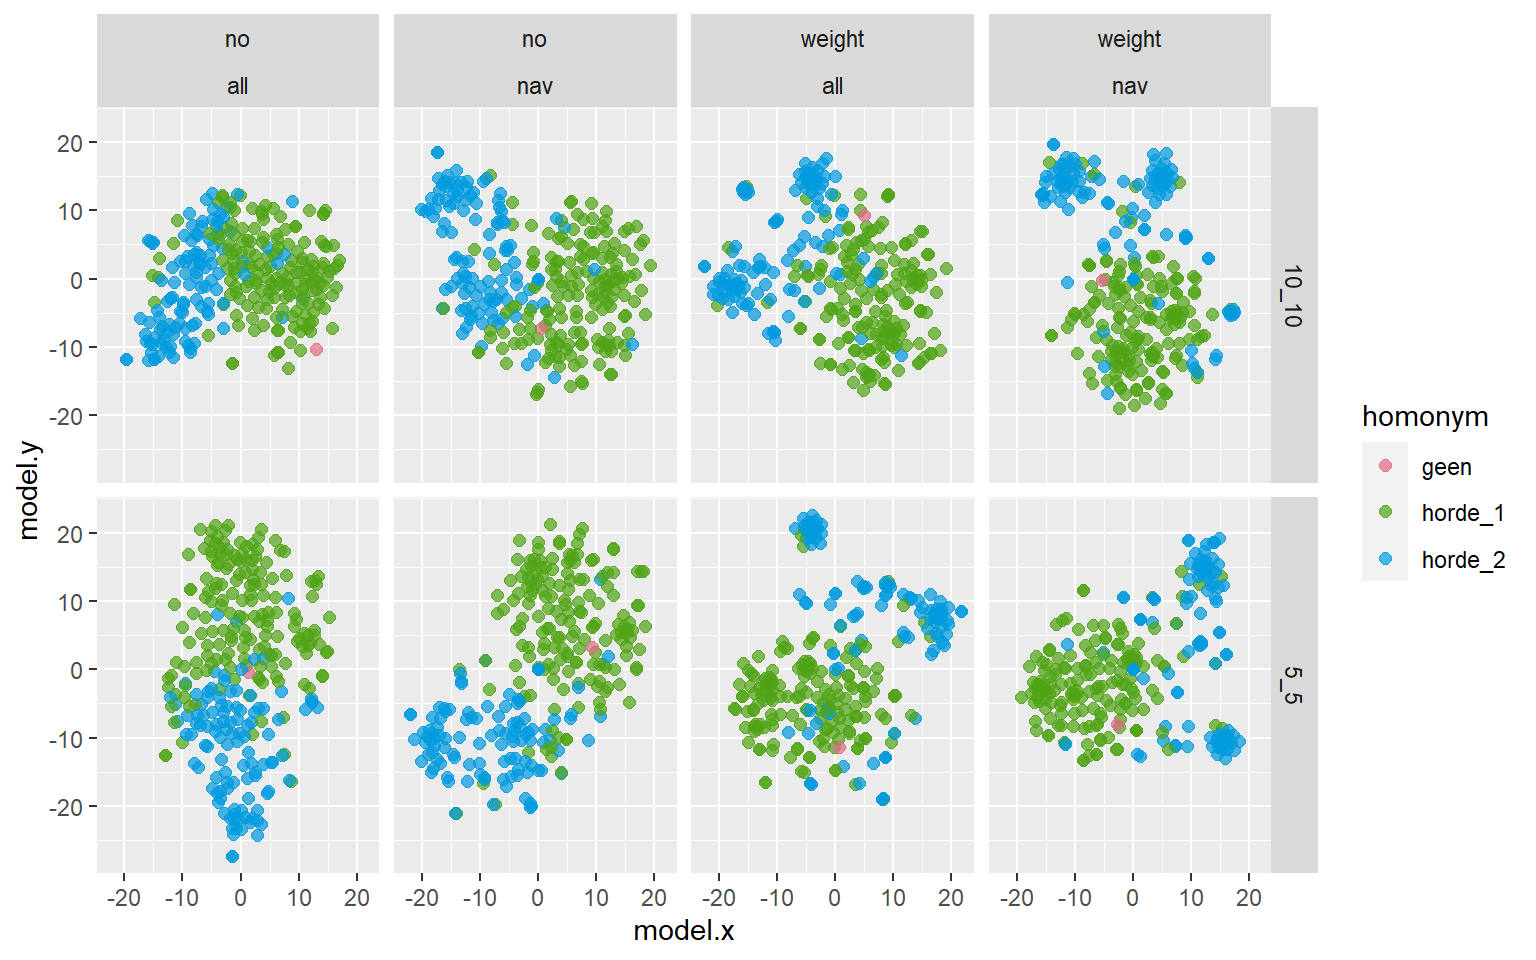 no no weight weight
all nav all nav
20
10
0
-10
-20
10_10
20
10
0
-10
-20
5_5
-20 -10 0 10 20 -20 -10 0 10 20 -20 -10 0 10 20 -20 -10 0 10 20
model.x
model.y
homonym
geen
horde_1
horde_2